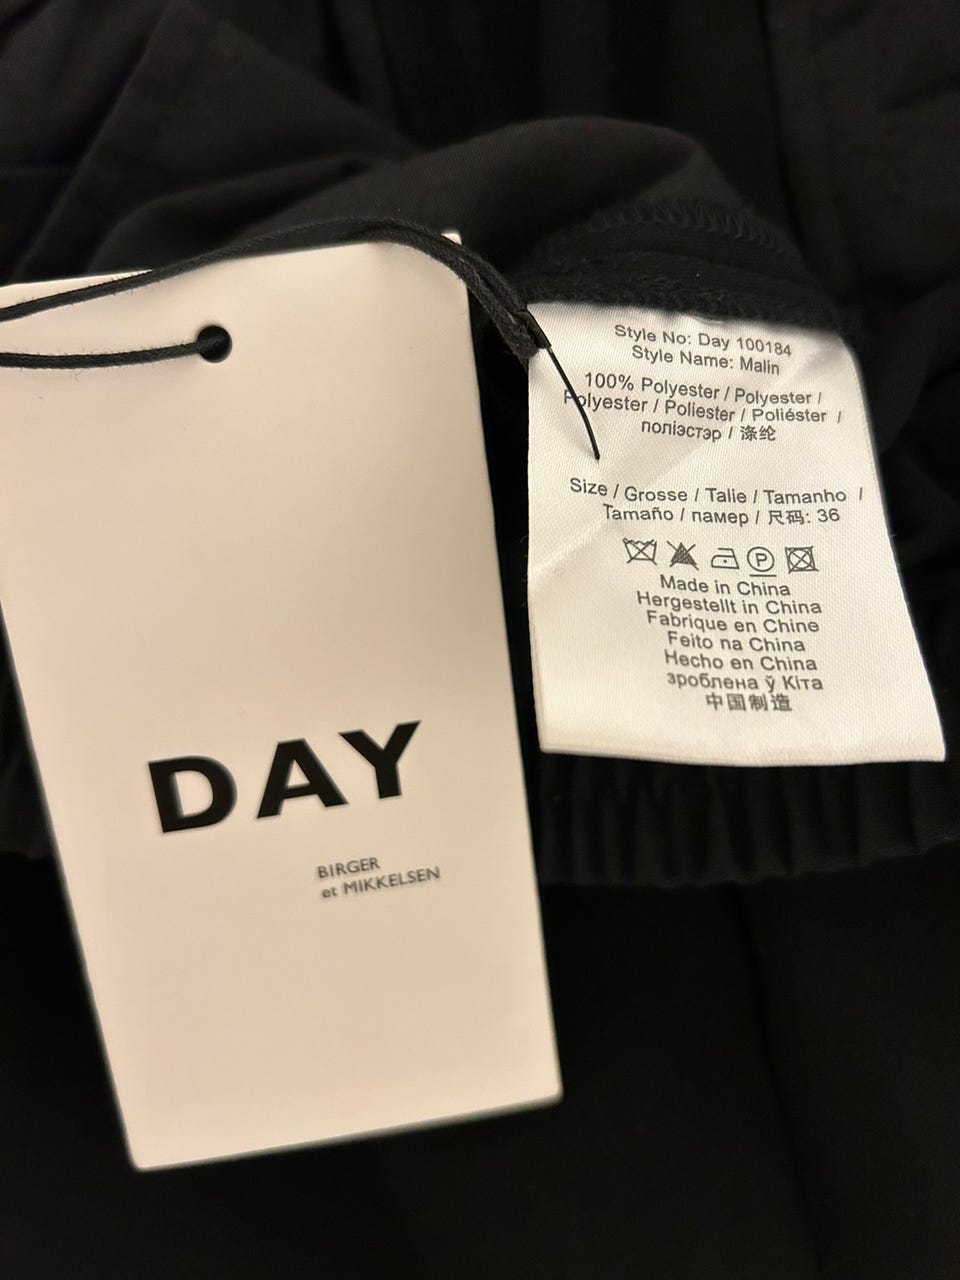 DAY
BIRGER
et MIKKELSEN
Style No: Day 100184
Style Name: Malin
100% Polyester / Polyester /
Polyester / Poliester / Poliéster /
поліэстэр / 涤纶
Size / Grosse / Talie / Tamanho /
Tamaño / памер / 尺码: 36
P
Made in China
Hergestellt in China
Fabrique en Chine
Feito na China
Hecho en China
зроблена ў Кіта
中国制造